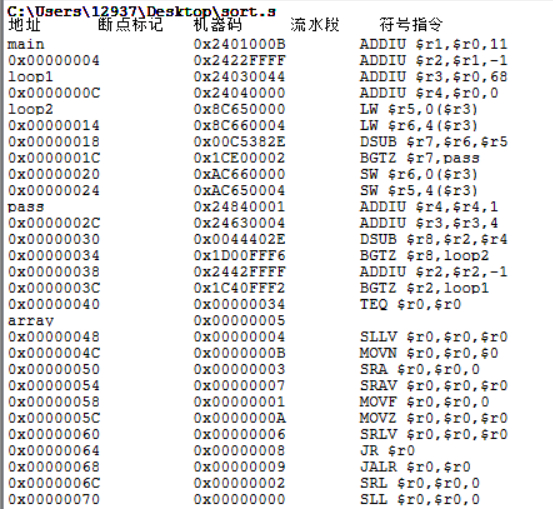 C:\Users\12937\Desktop\sort.s
地址 断点标记 机器码 流水段 符号指令
main 0x2401000B ADDIU $r1,$r0,11
0x00000004 0x2422FFFF ADDIU $r2,$r1,-1
loop1 0x24030044 ADDIU $r3,$r0,68
0x0000000C 0x24040000 ADDIU $r4,$r0,0
loop2 0x8C650000 LW $r5,0($r3)
0x00000014 0x8C660004 LW $r6,4($r3)
0x00000018 0x00C5382E DSUB $r7,$r6,$r5
0x0000001C 0x1CE00002 BGTZ $r7,pass
0x00000020 0xAC660000 SW $r6,0($r3)
0x00000024 0xAC650004 SW $r5,4($r3)
pass 0x24840001 ADDIU $r4,$r4,1
0x0000002C 0x24630004 ADDIU $r3,$r3,4
0x00000030 0x0044402E DSUB $r8,$r2,$r4
0x00000034 0x1D00FFF6 BGTZ $r8,loop2
0x00000038 0x2442FFFF ADDIU $r2,$r2,-1
0x0000003C 0x1C40FFF2 BGTZ $r2,loop1
0x00000040 0x00000034 TEQ $r0,$r0
array 0x00000005
0x00000048 0x00000004 SLLV $r0,$r0,$r0
0x0000004C 0x0000000B MOVN $r0,$r0,$0
0x00000050 0x00000003 SRA $r0,$r0,0
0x00000054 0x00000007 SRAV $r0,$r0,$r0
0x00000058 0x00000001 MOVF $r0,$r0,0
0x0000005C 0x0000000A MOVZ $r0,$r0,$r0
0x00000060 0x00000006 SRLV $r0,$r0,$r0
0x00000064 0x00000008 JR $r0
0x00000068 0x00000009 JALR $r0,$r0
0x0000006C 0x00000002 SRL $r0,$r0,0
0x00000070 0x00000000 SLL $r0,$r0,0